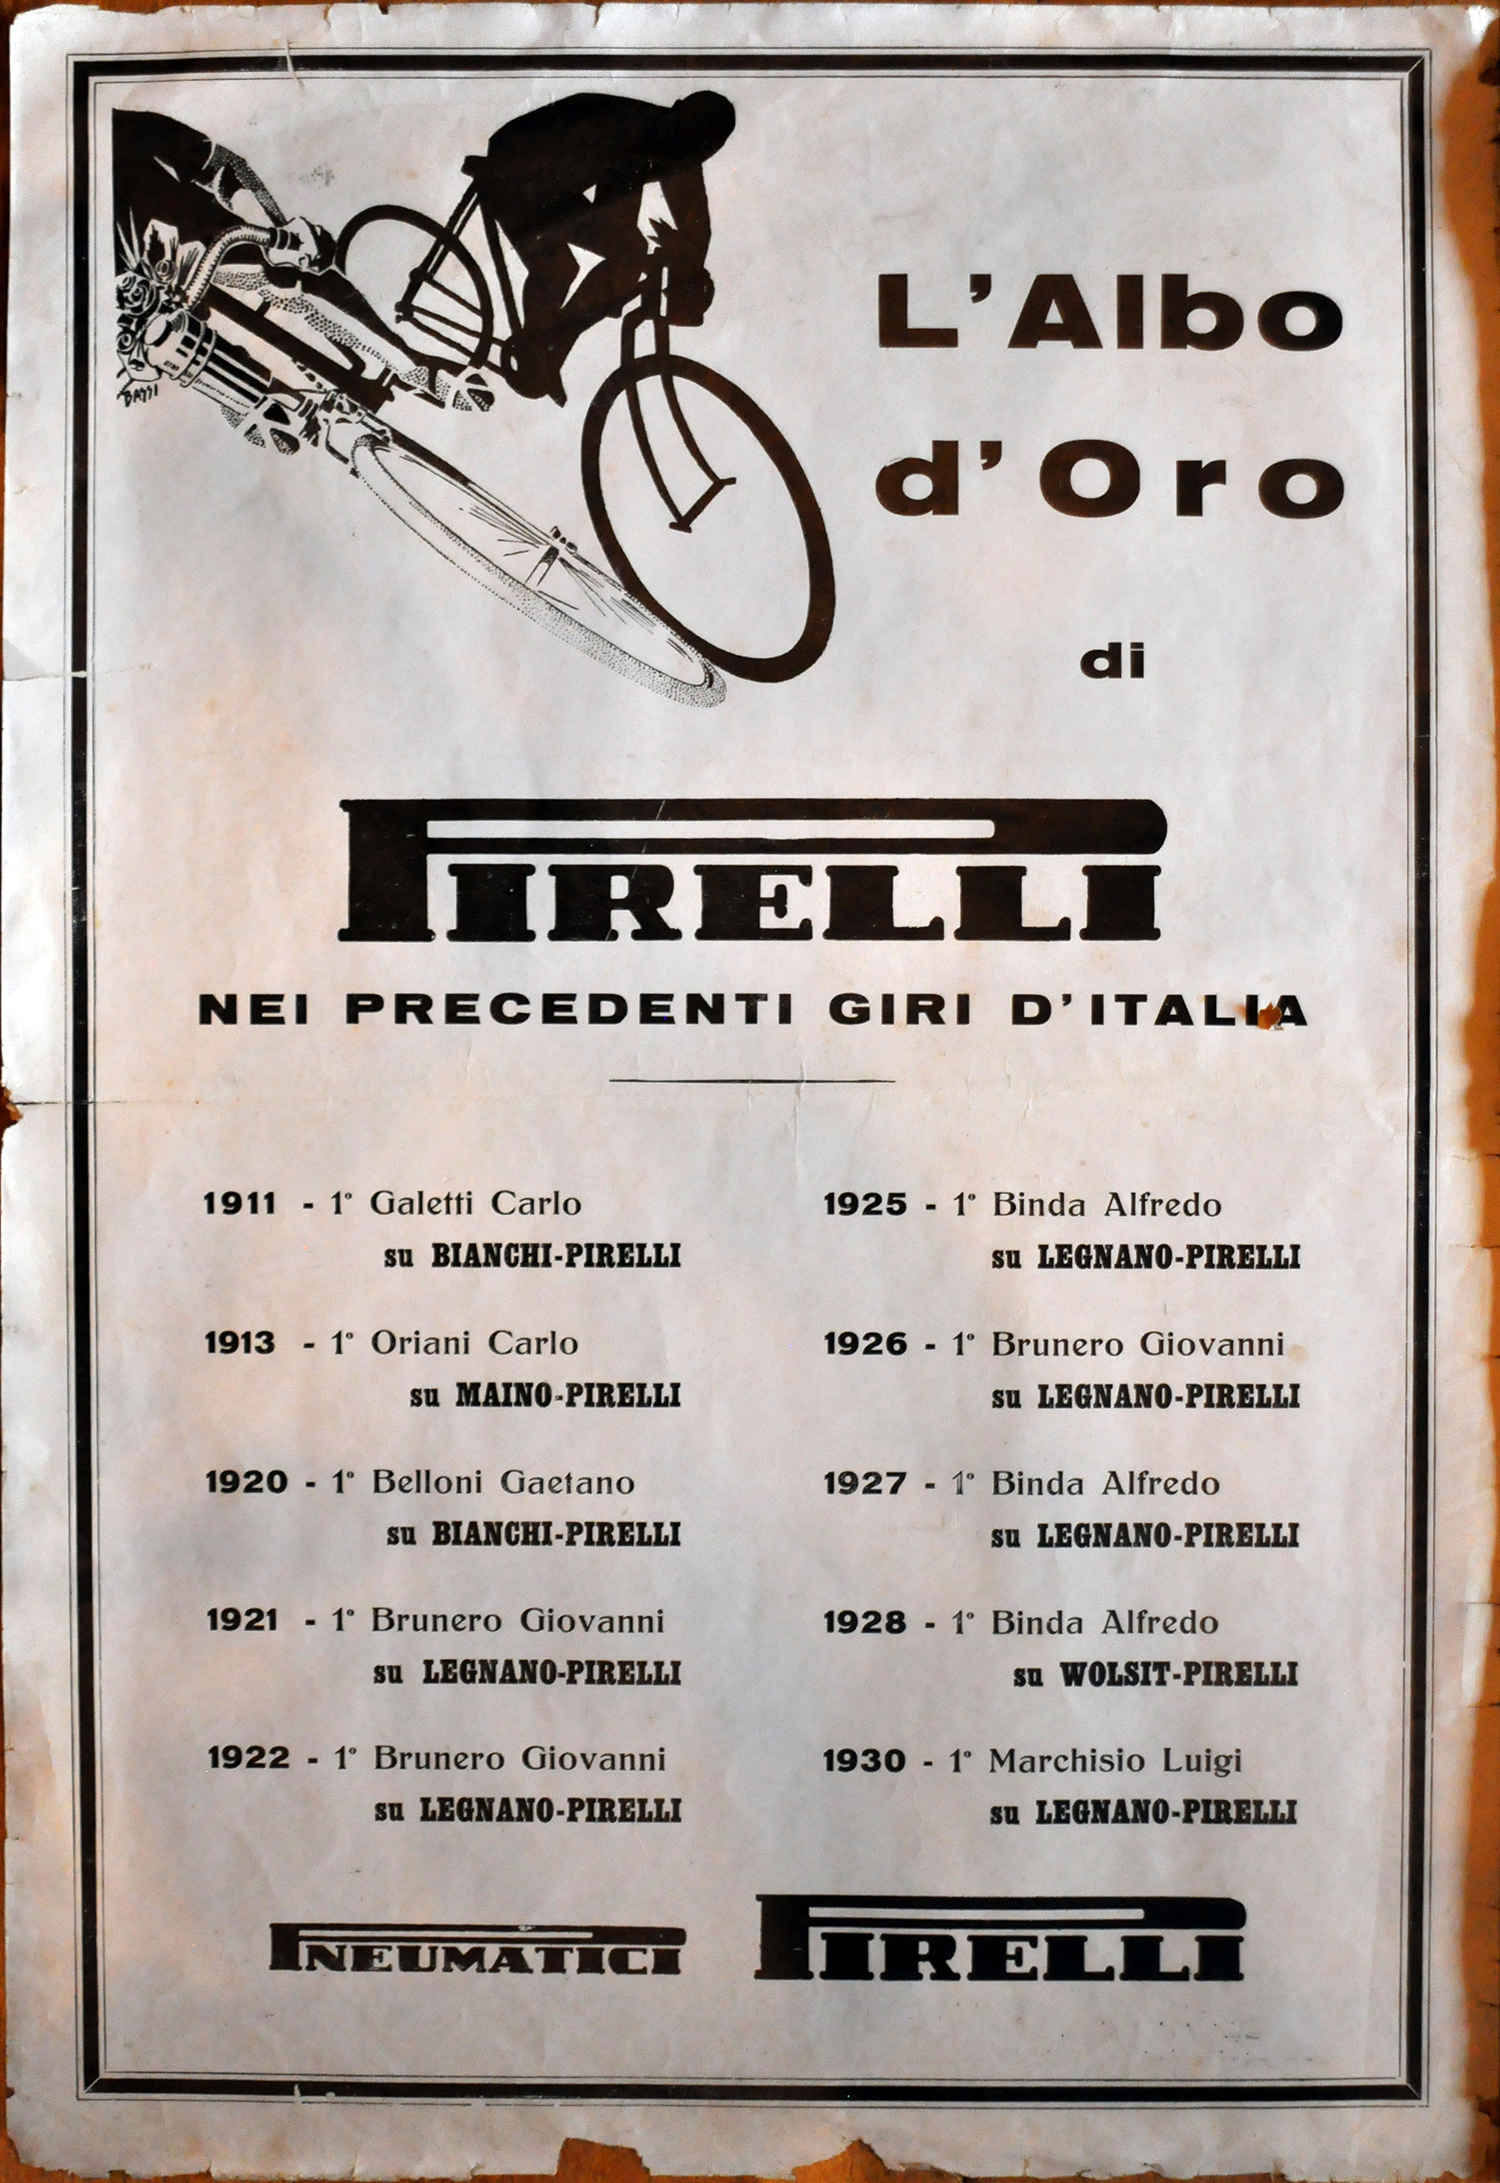 BASSI
L'Albo
d'Oro
di
PIRELLI
NEI PRECEDENTI GIRI D'ITALIA
1911 - 1° Galetti Carlo
su BIANCHI-PIRELLI
1913 - 1° Oriani Carlo
su MAINO-PIRELLI
1920 - 1° Belloni Gaetano
su BIANCHI-PIRELLI
1921 - 1° Brunero Giovanni
su LEGNANO-PIRELLI
1922 - 1° Brunero Giovanni
su LEGNANO-PIRELLI
1925 - 1° Binda Alfredo
su LEGNANO-PIRELLI
1926 - 1° Brunero Giovanni
su LEGNANO-PIRELLI
1927 - 1° Binda Alfredo
su LEGNANO-PIRELLI
1928 - 1° Binda Alfredo
su WOLSIT-PIRELLI
1930 - 1° Marchisio Luigi
su LEGNANO-PIRELLI
PNEUMATICI PIRELLI